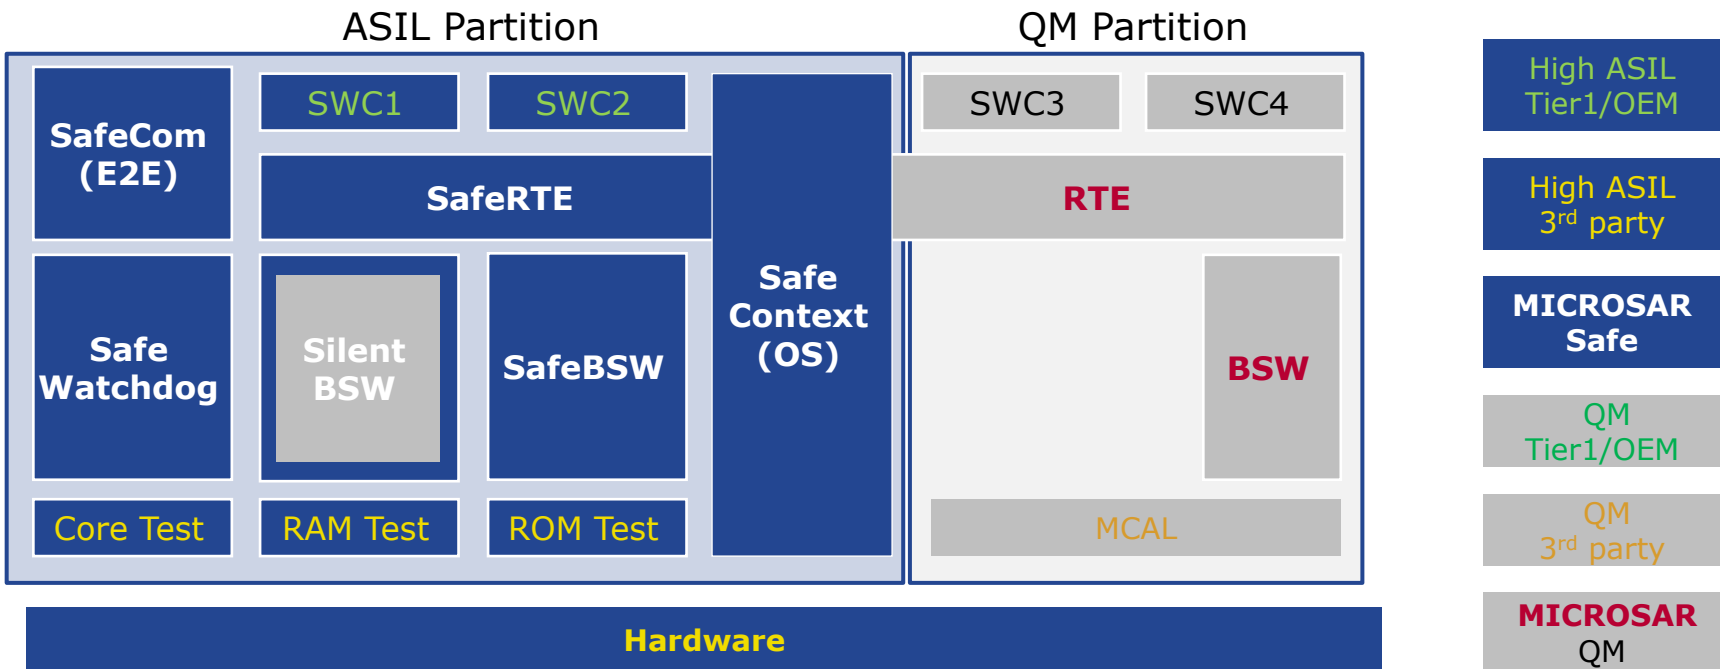 ASIL Partition
QM Partition
SafeCom
(E2E)
SWC1
SWC2
SWC3
SWC4
SafeRTE
RTE
Safe
Watchdog
Silent
BSW
SafeBSW
Safe
Context
(OS)
BSW
Core Test
RAM Test
ROM Test
MCAL
Hardware
High ASIL
Tier1/OEM
High ASIL
3rd party
MICROSAR
Safe
QM
Tier1/OEM
QM
3rd party
MICROSAR
QM